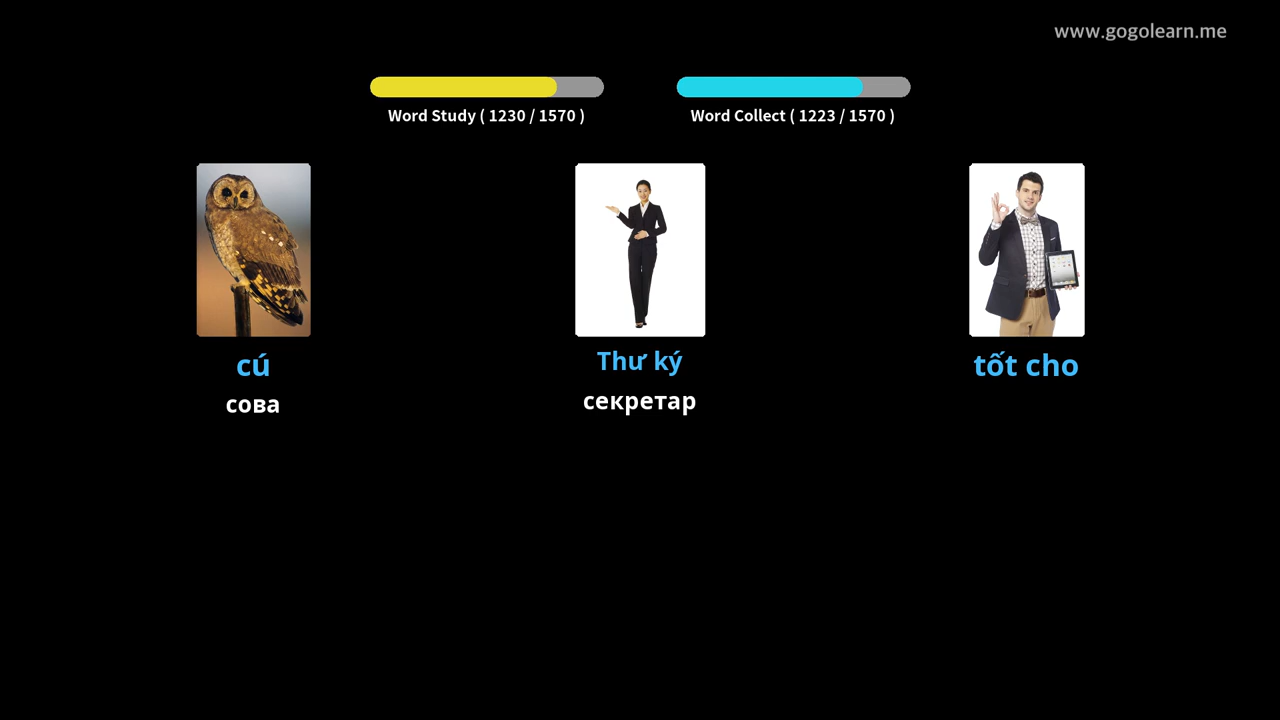 www.gogolearn.me
Word Study ( 1230 / 1570 )
Word Collect ( 1223 / 1570 )
cú
сова
Thư ký
секретар
tốt cho